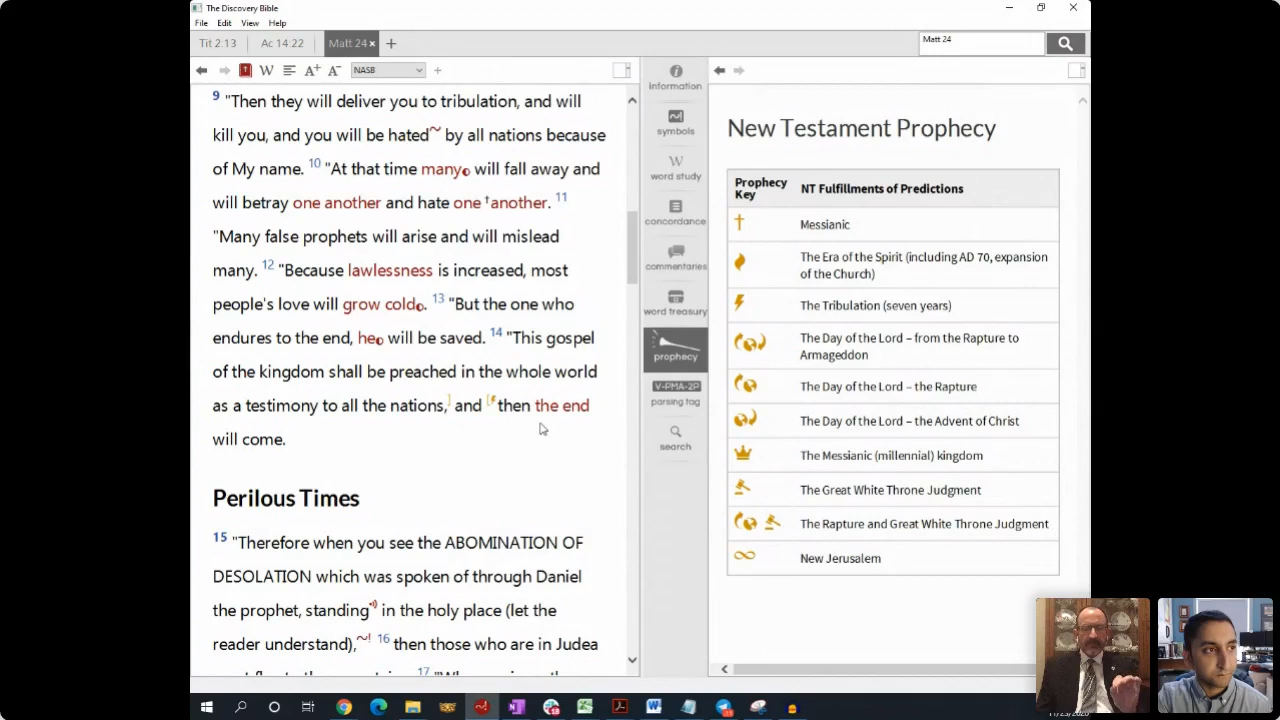 The Discovery Bible
File Edit View Help
Tit 2:13 Ac 14:22 Matt 24 × +
Matt 24
W A+ A− NASB +
9 "Then they will deliver you to tribulation, and will
kill you, and you will be hated~ by all nations because
of My name. 10 "At that time many will fall away and
will betray one another and hate one †another. 11
"Many false prophets will arise and will mislead
many. 12 "Because lawlessness is increased, most
people's love will grow cold. 13 "But the one who
endures to the end, he will be saved. 14 "This gospel
of the kingdom shall be preached in the whole world
as a testimony to all the nations,] and [then the end
will come.
Perilous Times
15 "Therefore when you see the ABOMINATION OF
DESOLATION which was spoken of through Daniel
the prophet, standing in the holy place (let the
reader understand),~! 16 then those who are in Judea
information
symbols
W
word study
concordance
commentaries
word treasury
prophecy
V-PMA-2P
parsing tag
search
New Testament Prophecy
Prophecy Key NT Fulfillments of Predictions
Messianic
The Era of the Spirit (including AD 70, expansion
of the Church)
The Tribulation (seven years)
The Day of the Lord – from the Rapture to
Armageddon
The Day of the Lord – the Rapture
The Day of the Lord – the Advent of Christ
The Messianic (millennial) kingdom
The Great White Throne Judgment
The Rapture and Great White Throne Judgment
New Jerusalem